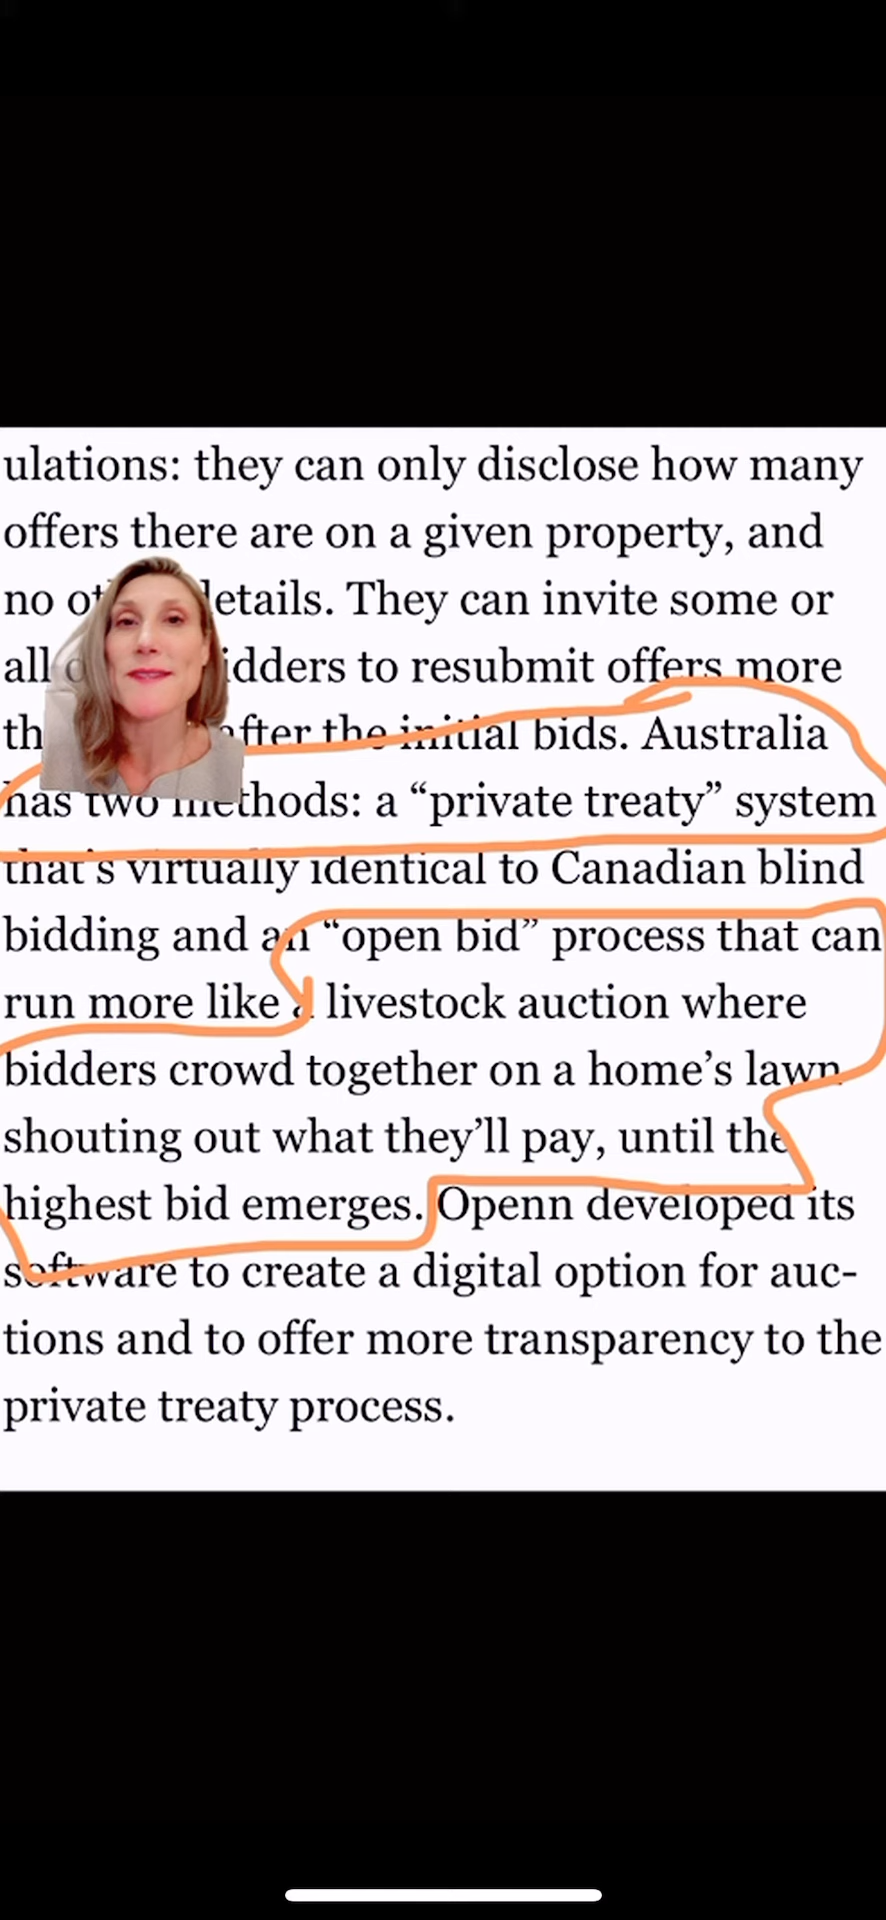 ulations: they can only disclose how many
offers there are on a given property, and
no details. They can invite some or
all to resubmit offers more
after the initial bids. Australia
has two methods: a “private treaty” system
that’s virtually identical to Canadian blind
bidding and an “open bid” process that can
run more like a livestock auction where
bidders crowd together on a home’s lawn
shouting out what they’ll pay, until the
highest bid emerges. Openn developed its
software to create a digital option for auc-
tions and to offer more transparency to the
private treaty process.